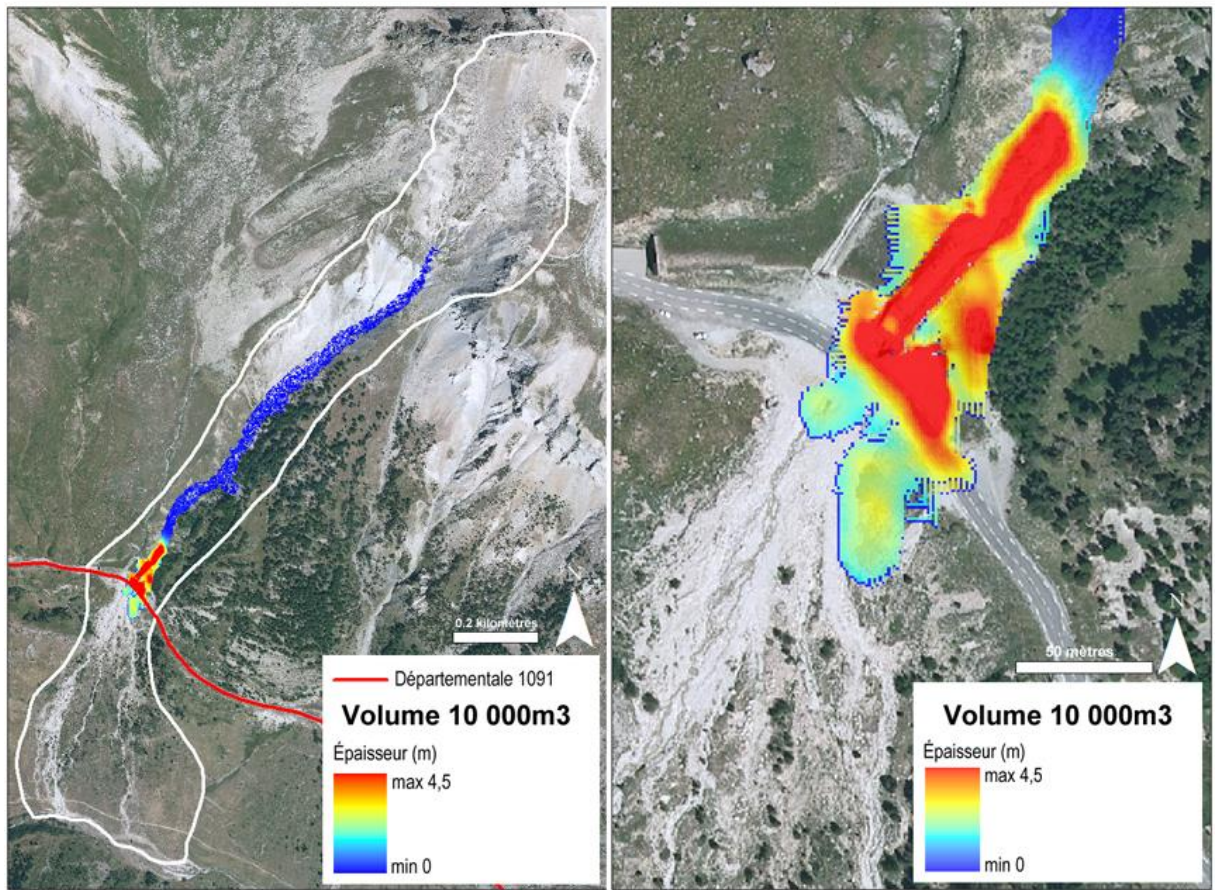 N
0.2 kilomètres
Départementale 1091
Volume 10 000m3
Épaisseur (m)
max 4,5
min 0
N
50 mètres
Volume 10 000m3
Épaisseur (m)
max 4,5
min 0